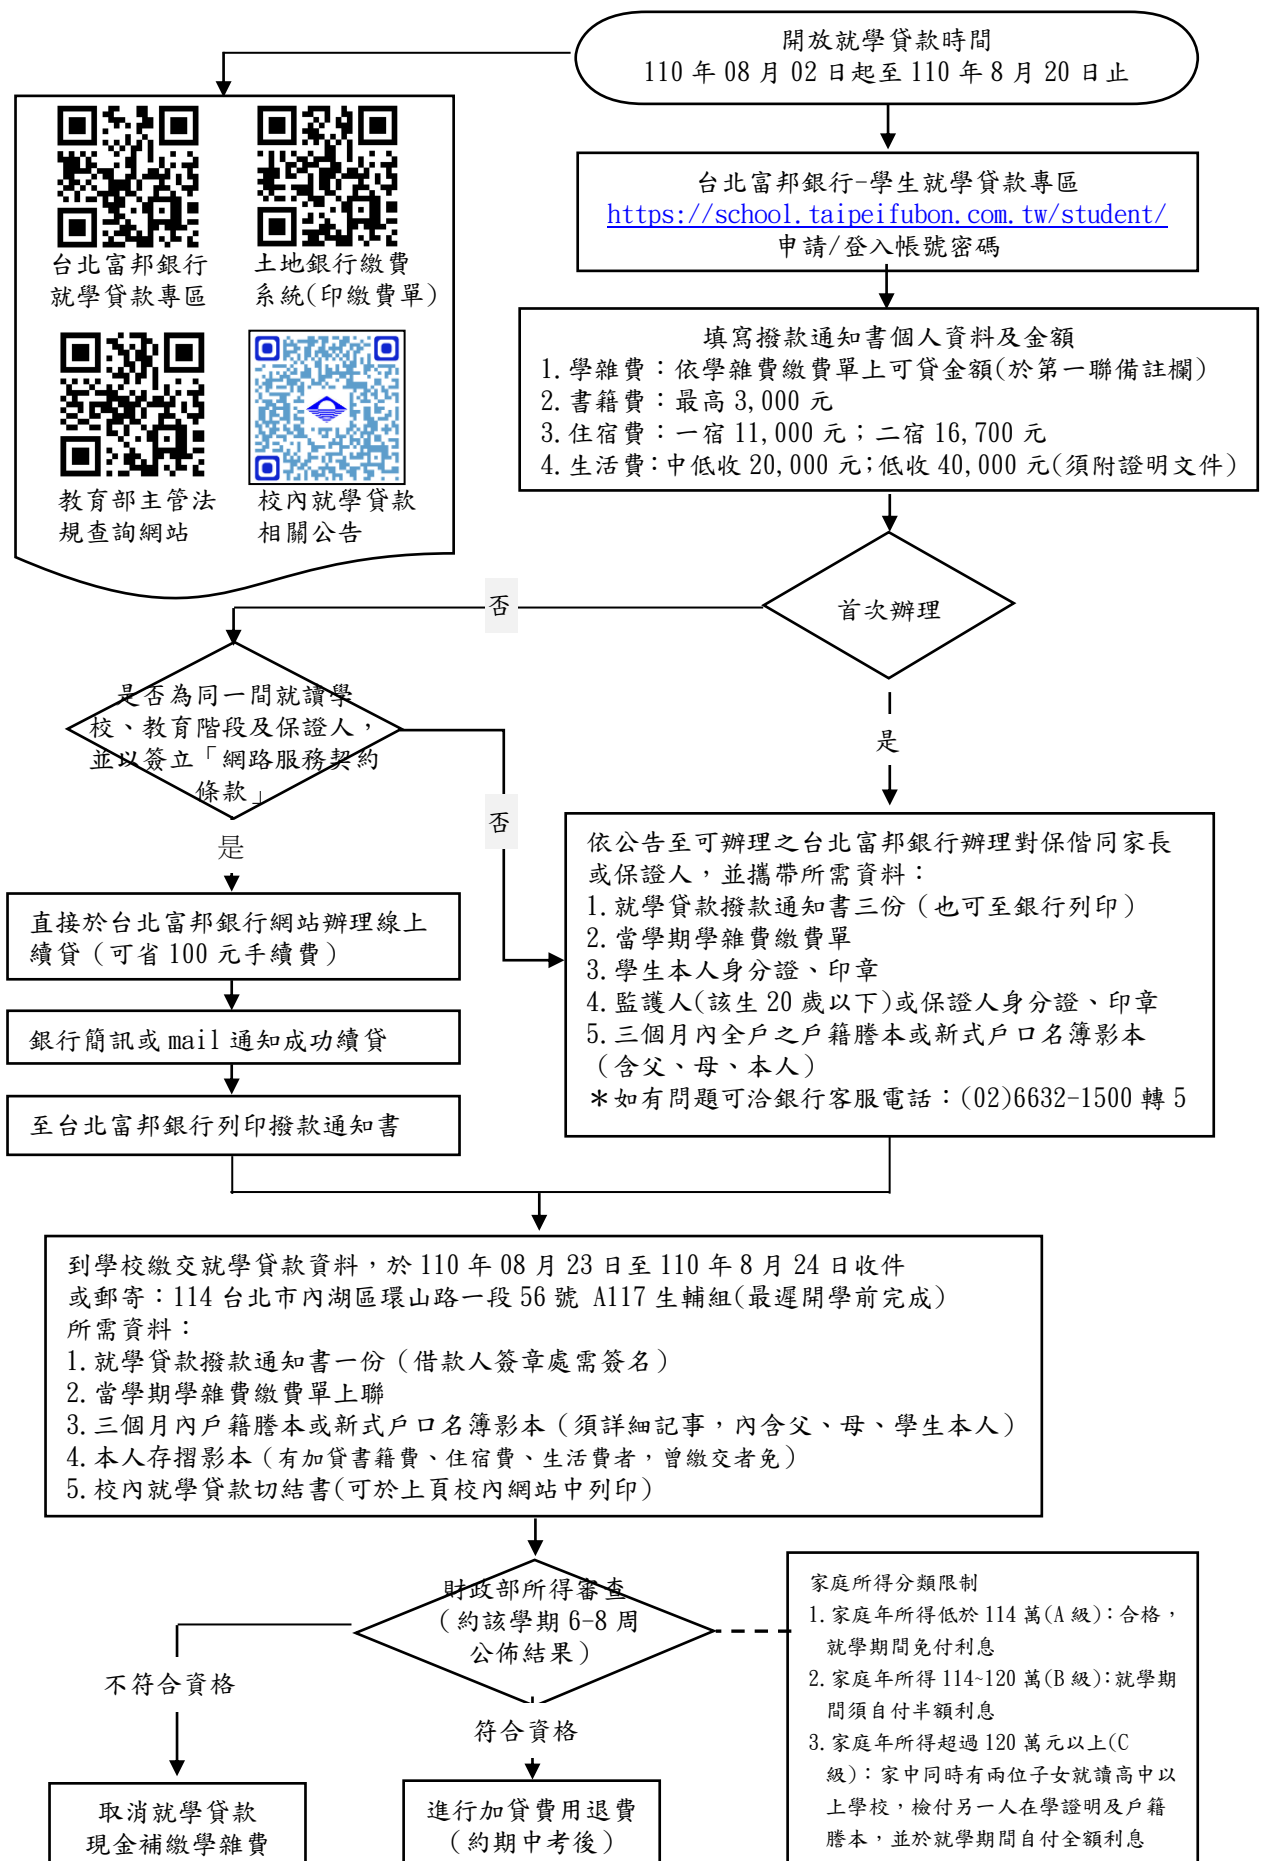 開放就學貸款時間
110 年 08 月 02 日起至 110 年 8 月 20 日止
台北富邦銀行
就學貸款專區
土地銀行繳費
系統(印繳費單)
教育部主管法
規查詢網站
校內就學貸款
相關公告
台北富邦銀行-學生就學貸款專區
https://school.taipeifubon.com.tw/student/
申請/登入帳號密碼
填寫撥款通知書個人資料及金額
1.學雜費：依學雜費繳費單上可貸金額(於第一聯備註欄)
2.書籍費：最高 3,000 元
3.住宿費：一宿 11,000 元；二宿 16,700 元
4.生活費:中低收 20,000 元;低收 40,000 元(須附證明文件)
首次辦理
否
是
是否為同一間就讀學
校、教育階段及保證人，
並以簽立「網路服務契約
條款」
否
是
直接於台北富邦銀行網站辦理線上
續貸（可省 100 元手續費）
銀行簡訊或 mail 通知成功續貸
至台北富邦銀行列印撥款通知書
依公告至可辦理之台北富邦銀行辦理對保偕同家長
或保證人，並攜帶所需資料：
1.就學貸款撥款通知書三份（也可至銀行列印）
2.當學期學雜費繳費單
3.學生本人身分證、印章
4.監護人(該生 20 歲以下)或保證人身分證、印章
5.三個月內全戶之戶籍謄本或新式戶口名簿影本
（含父、母、本人）
＊如有問題可洽銀行客服電話：(02)6632-1500 轉 5
到學校繳交就學貸款資料，於 110 年 08 月 23 日至 110 年 8 月 24 日收件
或郵寄：114 台北市內湖區環山路一段 56 號 A117 生輔組(最遲開學前完成)
所需資料：
1.就學貸款撥款通知書一份（借款人簽章處需簽名）
2.當學期學雜費繳費單上聯
3.三個月內戶籍謄本或新式戶口名簿影本（須詳細記事，內含父、母、學生本人）
4.本人存摺影本（有加貸書籍費、住宿費、生活費者，曾繳交者免）
5.校內就學貸款切結書(可於上頁校內網站中列印)
財政部所得審查
（約該學期 6-8 周
公佈結果）
不符合資格
符合資格
取消就學貸款
現金補繳學雜費
進行加貸費用退費
（約期中考後）
家庭所得分類限制
1.家庭年所得低於 114 萬(A 級)：合格，
就學期間免付利息
2.家庭年所得 114~120 萬(B 級):就學期
間須自付半額利息
3.家庭年所得超過 120 萬元以上(C
級)：家中同時有兩位子女就讀高中以
上學校，檢付另一人在學證明及戶籍
謄本，並於就學期間自付全額利息